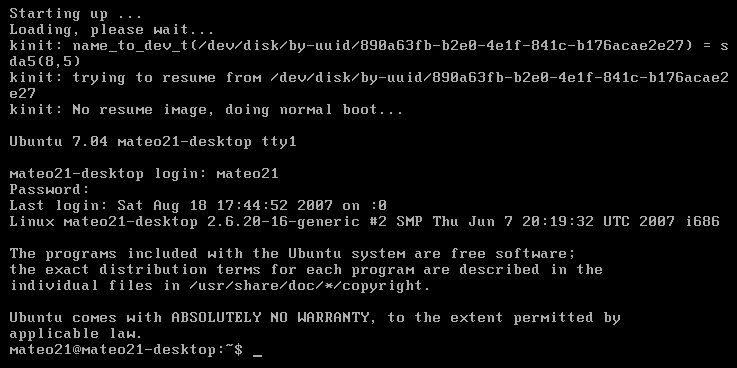 Starting up ...
Loading, please wait...
kinit: name_to_dev_t(/dev/disk/by-uuid/890a63fb-b2e0-4e1f-841c-b176acae2e27) = s
da5(8,5)
kinit: trying to resume from /dev/disk/by-uuid/890a63fb-b2e0-4e1f-841c-b176acae2
e27
kinit: No resume image, doing normal boot...
Ubuntu 7.04 mateo21-desktop tty1
mateo21-desktop login: mateo21
Password:
Last login: Sat Aug 18 17:44:52 2007 on :0
Linux mateo21-desktop 2.6.20-16-generic #2 SMP Thu Jun 7 20:19:32 UTC 2007 i686
The programs included with the Ubuntu system are free software;
the exact distribution terms for each program are described in the
individual files in /usr/share/doc/*/copyright.
Ubuntu comes with ABSOLUTELY NO WARRANTY, to the extent permitted by
applicable law.
mateo21@mateo21-desktop:~$ _